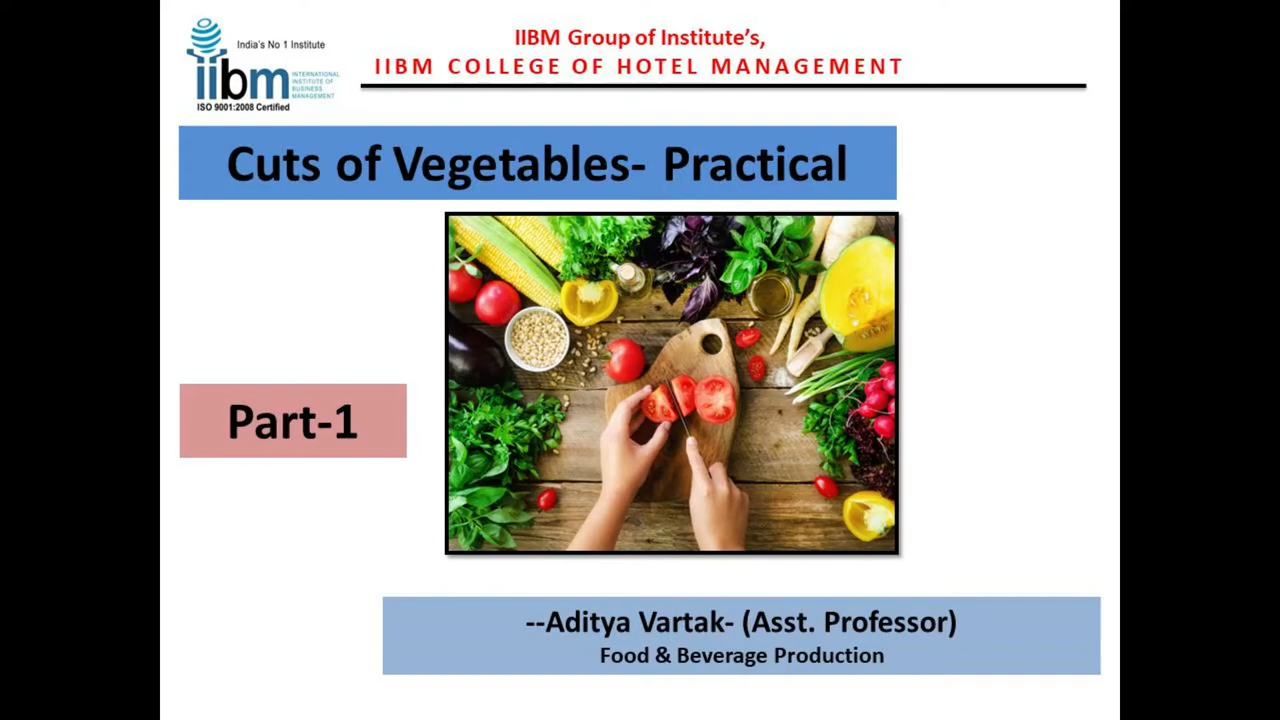 India's No 1 Institute
iibm
INTERNATIONAL
INSTITUTE OF
BUSINESS
MANAGEMENT
ISO 9001:2008 Certified
IIBM Group of Institute's,
IIBM COLLEGE OF HOTEL MANAGEMENT
Cuts of Vegetables- Practical
Part-1
--Aditya Vartak- (Asst. Professor)
Food & Beverage Production